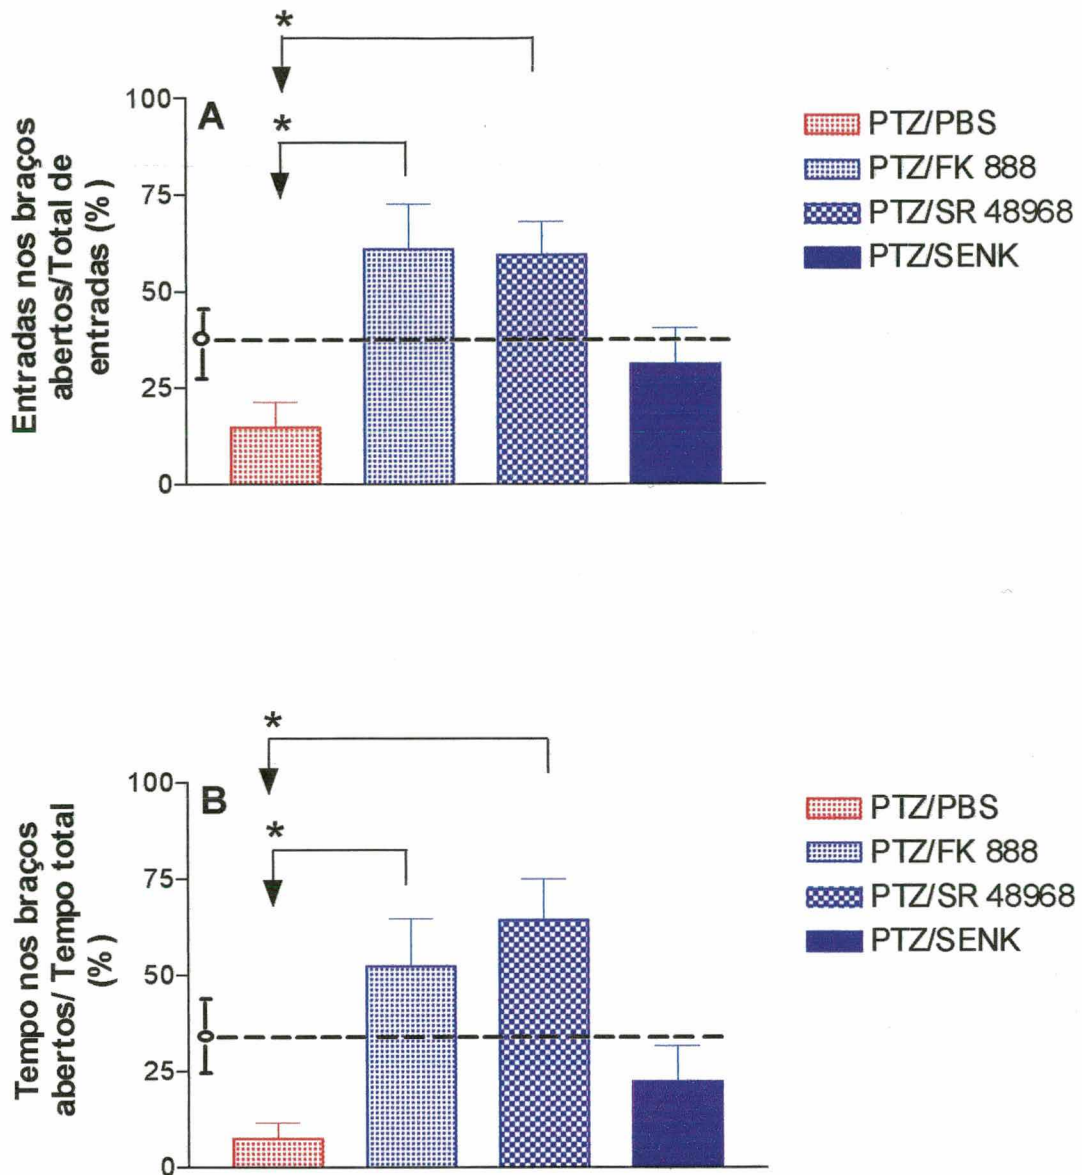 *
*
A
100
75
50
25
0
Entradas nos braços
abertos/Total de
entradas (%)
PTZ/PBS
PTZ/FK 888
PTZ/SR 48968
PTZ/SENK
*
*
B
100
75
50
25
0
Tempo nos braços
abertos/ Tempo total
(%)
PTZ/PBS
PTZ/FK 888
PTZ/SR 48968
PTZ/SENK